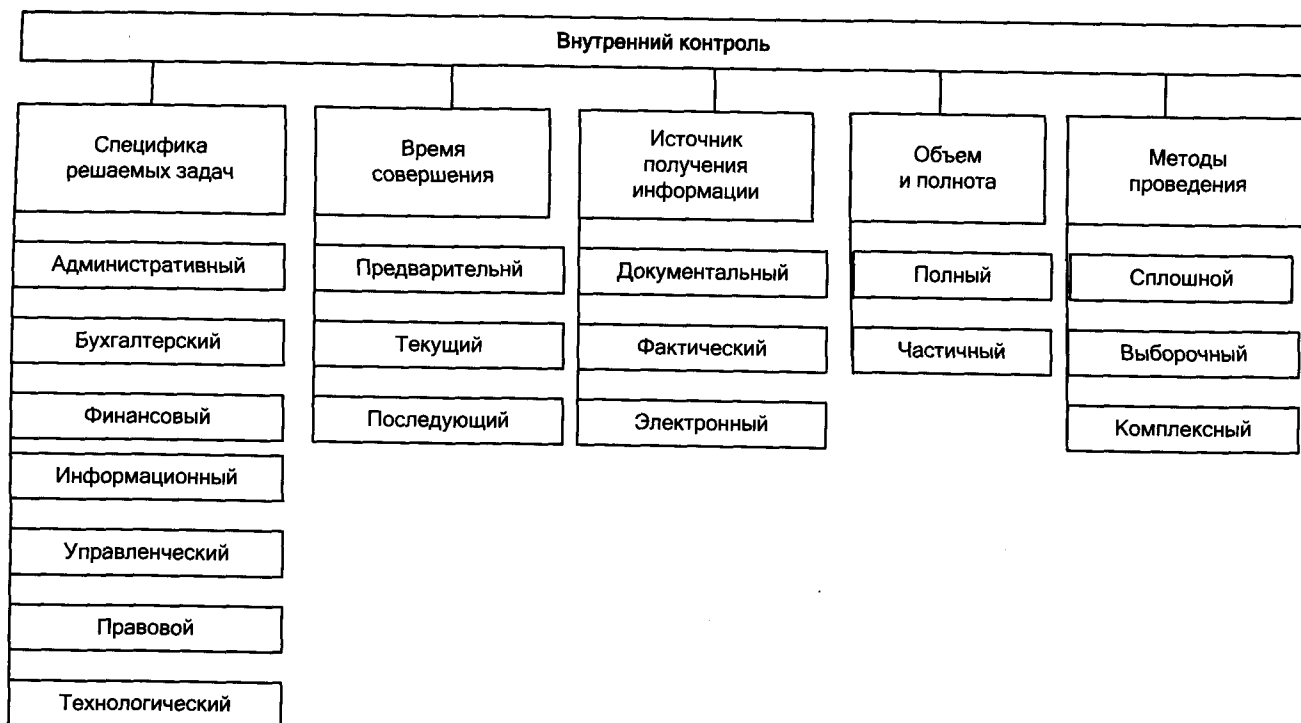 Внутренний контроль
Специфика
решаемых задач
Административный
Бухгалтерский
Финансовый
Информационный
Управленческий
Правовой
Технологический
Время
совершения
Предварительнй
Текущий
Последующий
Источник
получения
информации
Документальный
Фактический
Электронный
Объем
и полнота
Полный
Частичный
Методы
проведения
Сплошной
Выборочный
Комплексный